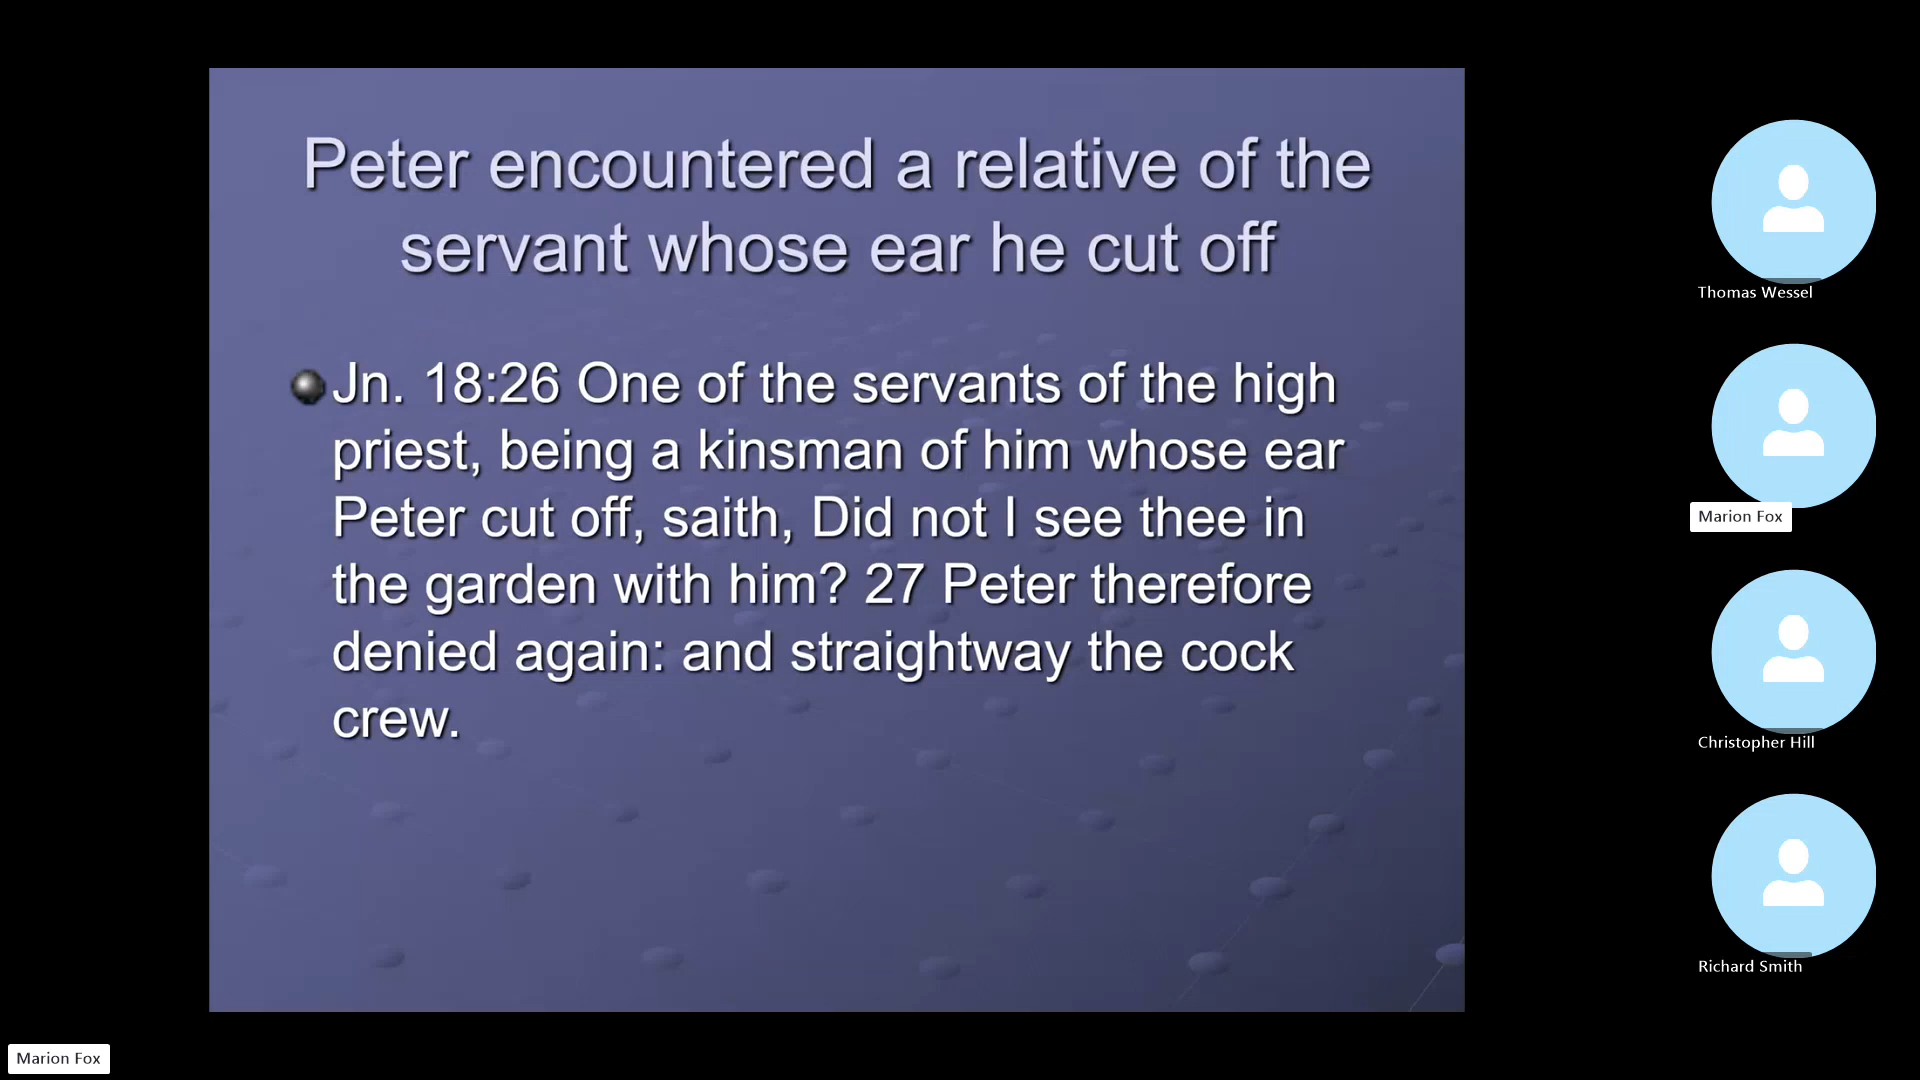 Peter encountered a relative of the
servant whose ear he cut off
Jn. 18:26 One of the servants of the high
priest, being a kinsman of him whose ear
Peter cut off, saith, Did not I see thee in
the garden with him? 27 Peter therefore
denied again: and straightway the cock
crew.
Thomas Wessel
Marion Fox
Christopher Hill
Richard Smith
Marion Fox